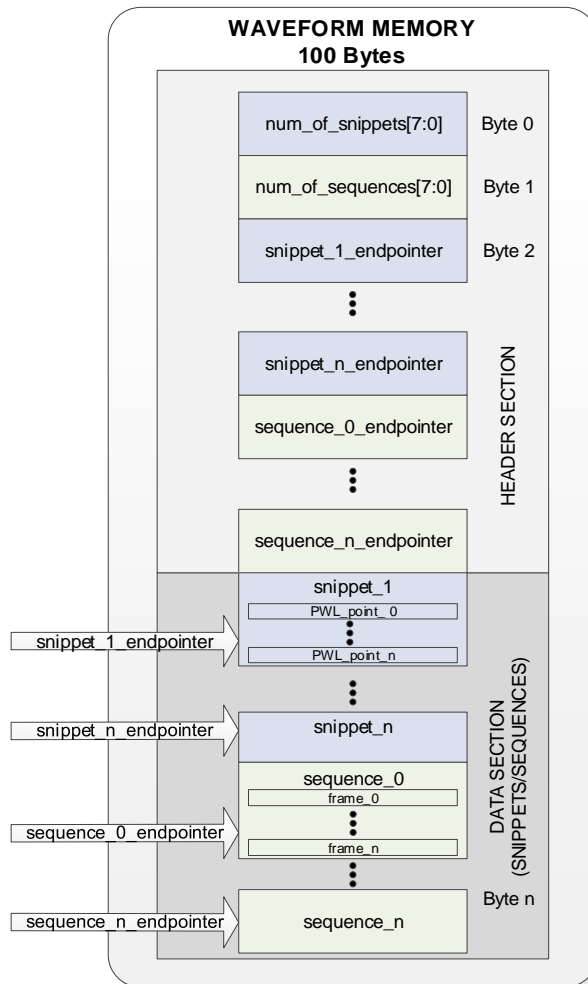 WAVEFORM MEMORY
100 Bytes
num_of_snippets[7:0]
Byte 0
num_of_sequences[7:0]
Byte 1
snippet_1_endpointer
Byte 2
snippet_n_endpointer
sequence_0_endpointer
sequence_n_endpointer
HEADER SECTION
snippet_1
PWL_point_0
snippet_1_endpointer
PWL_point_n
snippet_n_endpointer
snippet_n
sequence_0
frame_0
sequence_0_endpointer
frame_n
DATA SECTION
(SNIPPETS/SEQUENCES)
Byte n
sequence_n_endpointer
sequence_n